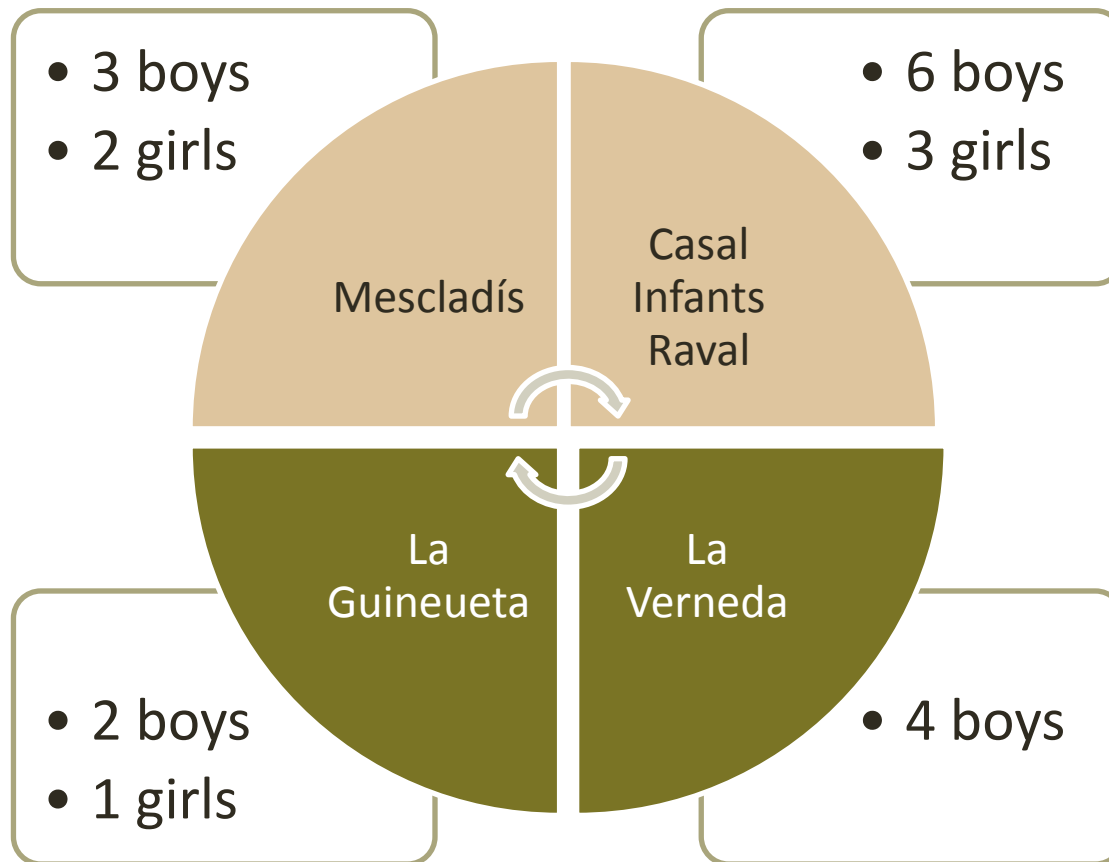 • 3 boys
• 2 girls
• 6 boys
• 3 girls
Mescladís
Casal
Infants
Raval
La
Guineueta
La
Verneda
• 2 boys
• 1 girls
• 4 boys